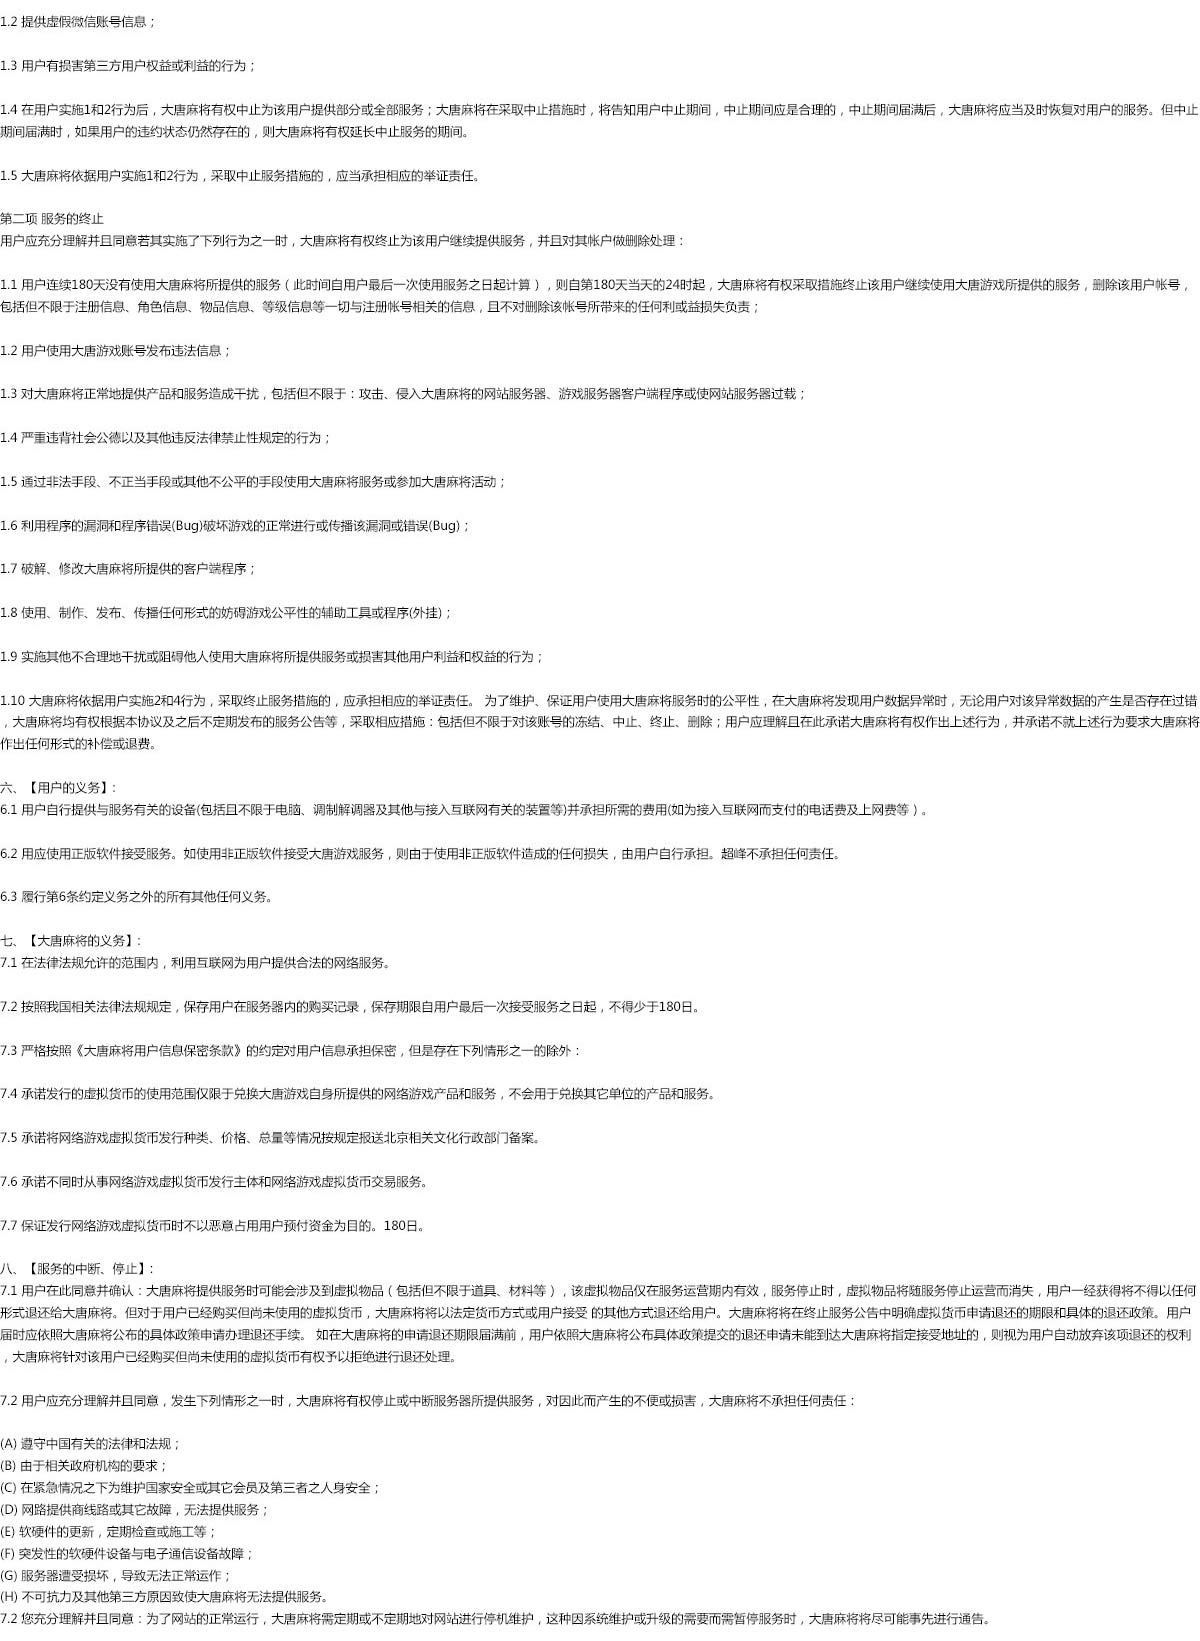 1.2 提供虚假微信账号信息；
1.3 用户有损害第三方用户权益或利益的行为；
1.4 在用户实施1和2行为后，大唐麻将有权中止为该用户提供部分或全部服务；大唐麻将在采取中止措施时，将告知用户中止期间，中止期间应是合理的，中止期间届满后，大唐麻将应当及时恢复对用户的服务。但中止
期间届满时，如果用户的违约状态仍然存在的，则大唐麻将有权延长中止服务的期间。
1.5 大唐麻将依据用户实施1和2行为，采取中止服务措施的，应当承担相应的举证责任。
第二项 服务的终止
用户应充分理解并且同意若其实施了下列行为之一时，大唐麻将有权终止为该用户继续提供服务，并且对其帐户做删除处理：
1.1 用户连续180天没有使用大唐麻将所提供的服务（此时间自用户最后一次使用服务之日起计算），则自第180天当天的24时起，大唐麻将有权采取措施终止该用户继续使用大唐游戏所提供的服务，删除该用户帐号，
包括但不限于注册信息、角色信息、物品信息、等级信息等一切与注册帐号相关的信息，且不对删除该帐号所带来的任何利或益损失负责；
1.2 用户使用大唐游戏账号发布违法信息；
1.3 对大唐麻将正常地提供产品和服务造成干扰，包括但不限于：攻击、侵入大唐麻将的网站服务器、游戏服务器客户端程序或使网站服务器过载；
1.4 严重违背社会公德以及其他违反法律禁止性规定的行为；
1.5 通过非法手段、不正当手段或其他不公平的手段使用大唐麻将服务或参加大唐麻将活动；
1.6 利用程序的漏洞和程序错误(Bug)破坏游戏的正常进行或传播该漏洞或错误(Bug)；
1.7 破解、修改大唐麻将所提供的客户端程序；
1.8 使用、制作、发布、传播任何形式的妨碍游戏公平性的辅助工具或程序(外挂)；
1.9 实施其他不合理地干扰或阻碍他人使用大唐麻将所提供服务或损害其他用户利益和权益的行为；
1.10 大唐麻将依据用户实施2和4行为，采取终止服务措施的，应承担相应的举证责任。 为了维护、保证用户使用大唐麻将服务时的公平性，在大唐麻将发现用户数据异常时，无论用户对该异常数据的产生是否存在过错
，大唐麻将均有权根据本协议及之后不定期发布的服务公告等，采取相应措施：包括但不限于对该账号的冻结、中止、终止、删除；用户应理解且在此承诺大唐麻将有权作出上述行为，并承诺不就上述行为要求大唐麻将
作出任何形式的补偿或退费。
六、【用户的义务】：
6.1 用户自行提供与服务有关的设备(包括且不限于电脑、调制解调器及其他与接入互联网有关的装置等)并承担所需的费用(如为接入互联网而支付的电话费及上网费等）。
6.2 用应使用正版软件接受服务。如使用非正版软件接受大唐游戏服务，则由于使用非正版软件造成的任何损失，由用户自行承担。超峰不承担任何责任。
6.3 履行第6条约定义务之外的所有其他任何义务。
七、【大唐麻将的义务】：
7.1 在法律法规允许的范围内，利用互联网为用户提供合法的网络服务。
7.2 按照我国相关法律法规规定，保存用户在服务器内的购买记录，保存期限自用户最后一次接受服务之日起，不得少于180日。
7.3 严格按照《大唐麻将用户信息保密条款》的约定对用户信息承担保密，但是存在下列情形之一的除外：
7.4 承诺发行的虚拟货币的使用范围仅限于兑换大唐游戏自身所提供的网络游戏产品和服务，不会用于兑换其它单位的产品和服务。
7.5 承诺将网络游戏虚拟货币发行种类、价格、总量等情况按规定报送北京相关文化行政部门备案。
7.6 承诺不同时从事网络游戏虚拟货币发行主体和网络游戏虚拟货币交易服务。
7.7 保证发行网络游戏虚拟货币时不以恶意占用用户预付资金为目的。180日。
八、【服务的中断、停止】：
7.1 用户在此同意并确认：大唐麻将提供服务时可能会涉及到虚拟物品（包括但不限于道具、材料等），该虚拟物品仅在服务运营期内有效，服务停止时，虚拟物品将随服务停止运营而消失，用户一经获得将不得以任何
形式退还给大唐麻将。但对于用户已经购买但尚未使用的虚拟货币，大唐麻将将以法定货币方式或用户接受 的其他方式退还给用户。大唐麻将将在终止服务公告中明确虚拟货币申请退还的期限和具体的退还政策。用户
届时应依照大唐麻将公布的具体政策申请办理退还手续。 如在大唐麻将的申请退还期限届满前，用户依照大唐麻将公布具体政策提交的退还申请未能到达大唐麻将指定接受地址的，则视为用户自动放弃该项退还的权利
，大唐麻将针对该用户已经购买但尚未使用的虚拟货币有权予以拒绝进行退还处理。
7.2 用户应充分理解并且同意，发生下列情形之一时，大唐麻将有权停止或中断服务器所提供服务，对因此而产生的不便或损害，大唐麻将不承担任何责任：
(A) 遵守中国有关的法律和法规；
(B) 由于相关政府机构的要求；
(C) 在紧急情况之下为维护国家安全或其它会员及第三者之人身安全；
(D) 网路提供商线路或其它故障，无法提供服务；
(E) 软硬件的更新，定期检查或施工等；
(F) 突发性的软硬件设备与电子通信设备故障；
(G) 服务器遭受损坏，导致无法正常运作；
(H) 不可抗力及其他第三方原因致使大唐麻将无法提供服务。
7.2 您充分理解并且同意：为了网站的正常运行，大唐麻将需定期或不定期地对网站进行停机维护，这种因系统维护或升级的需要而需暂停服务时，大唐麻将将尽可能事先进行通告。